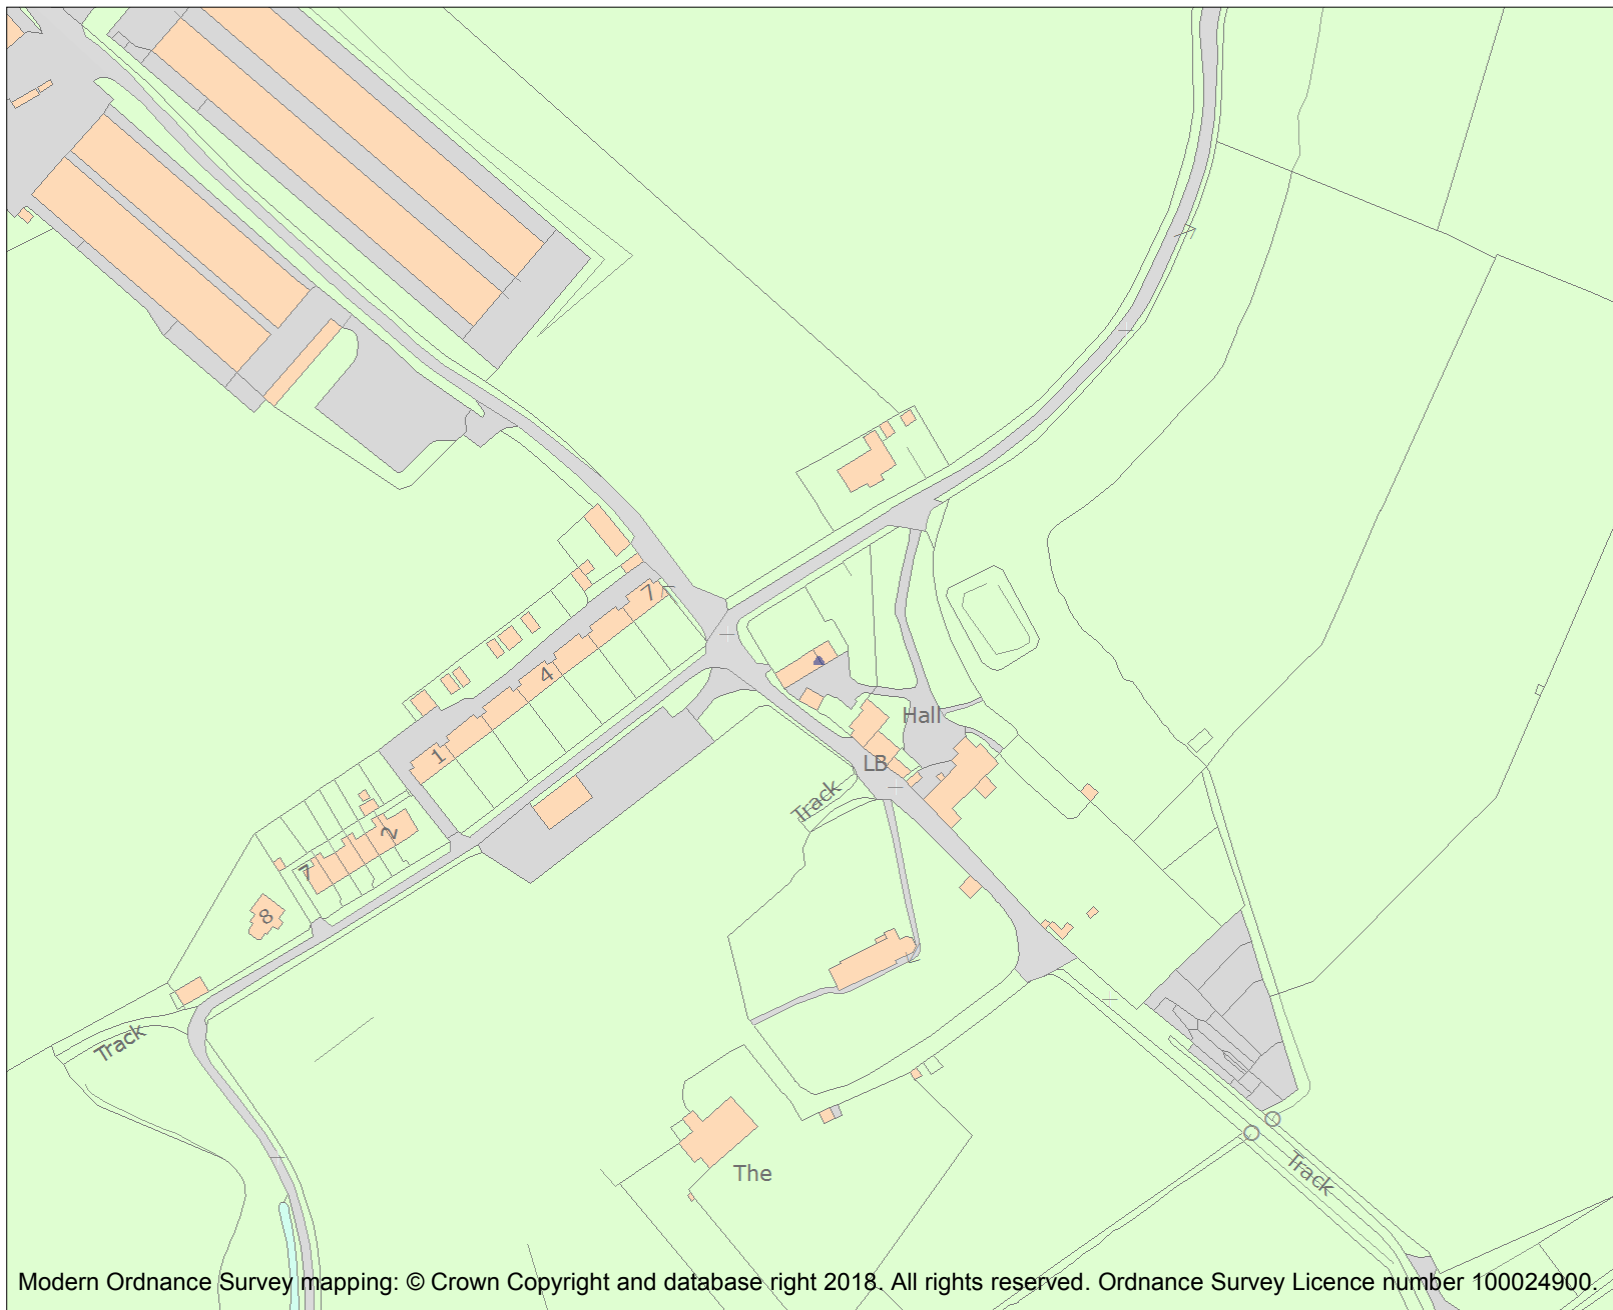 7
4
Hall
1
LB
Track
2
7
8
Track
The
Track
Modern Ordnance Survey mapping: © Crown Copyright and database right 2018. All rights reserved. Ordnance Survey Licence number 100024900.